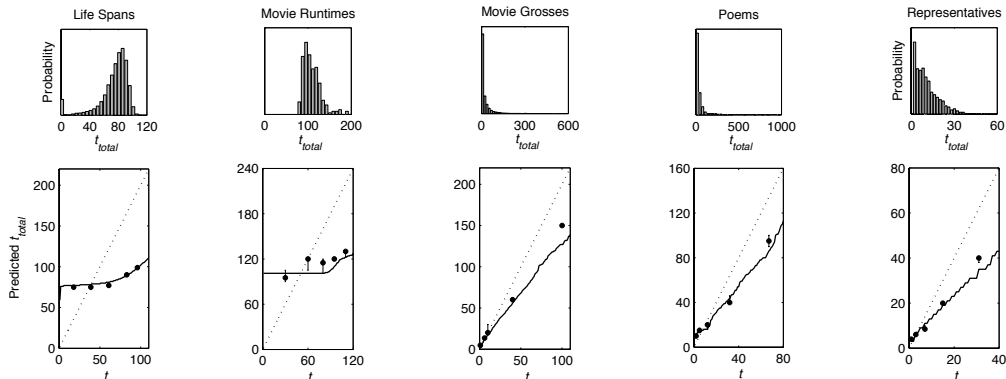 Life Spans
Movie Runtimes
Movie Grosses
Poems
Representatives
Probability
0 40 80 120
t_total
0 100 200
t_total
0 300 600
t_total
0 500 1000
t_total
Probability
0 30 60
t_total
Predicted t_total
200
150
100
50
0
0 50 100
t
240
180
120
60
0
0 60 120
t
200
150
100
50
0
0 50 100
t
160
120
80
40
0
0 40 80
t
80
60
40
20
0
0 20 40
t